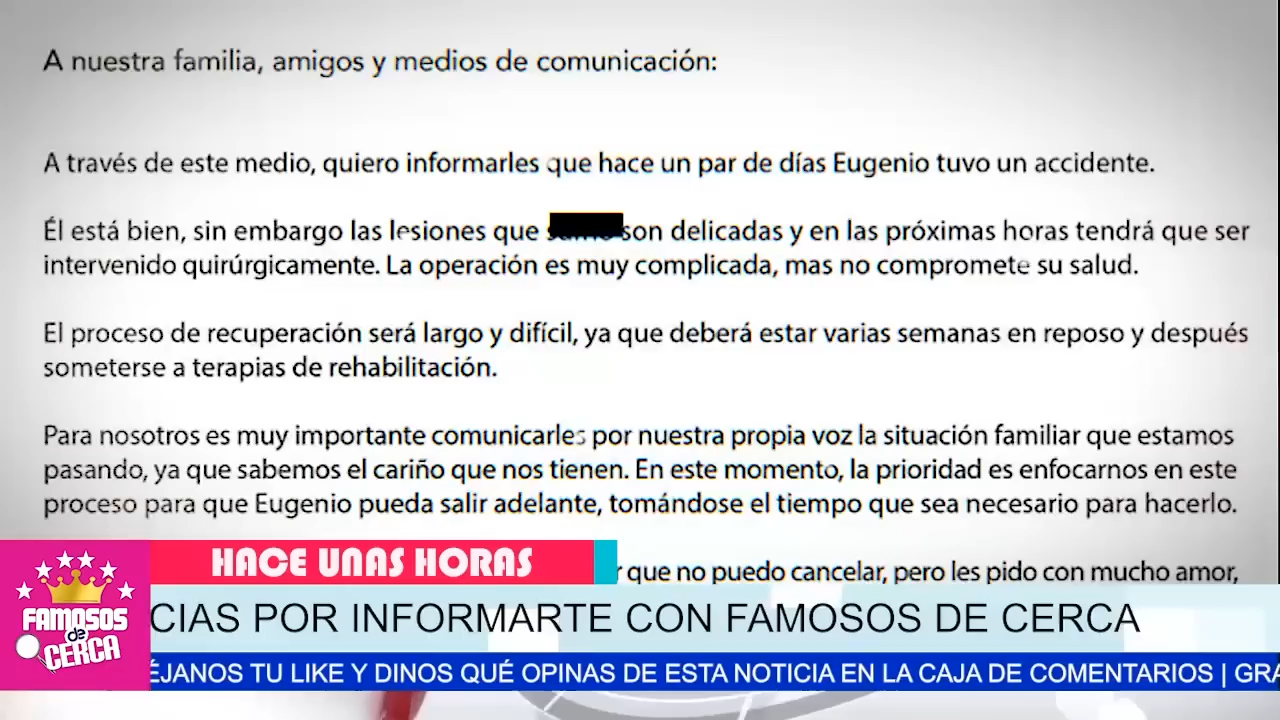 A nuestra familia, amigos y medios de comunicación:
A través de este medio, quiero informarles que hace un par de días Eugenio tuvo un accidente.
Él está bien, sin embargo las lesiones que son delicadas y en las próximas horas tendrá que ser
intervenido quirúrgicamente. La operación es muy complicada, mas no compromete su salud.
El proceso de recuperación será largo y difícil, ya que deberá estar varias semanas en reposo y después
someterse a terapias de rehabilitación.
Para nosotros es muy importante comunicarles por nuestra propia voz la situación familiar que estamos
pasando, ya que sabemos el cariño que nos tienen. En este momento, la prioridad es enfocarnos en este
proceso para que Eugenio pueda salir adelante, tomándose el tiempo que sea necesario para hacerlo.
r que no puedo cancelar, pero les pido con mucho amor,
HACE UNAS HORAS
FAMOSOS
de
CERCA
CIAS POR INFORMARTE CON FAMOSOS DE CERCA
ÉJANOS TU LIKE Y DINOS QUÉ OPINAS DE ESTA NOTICIA EN LA CAJA DE COMENTARIOS | GRA